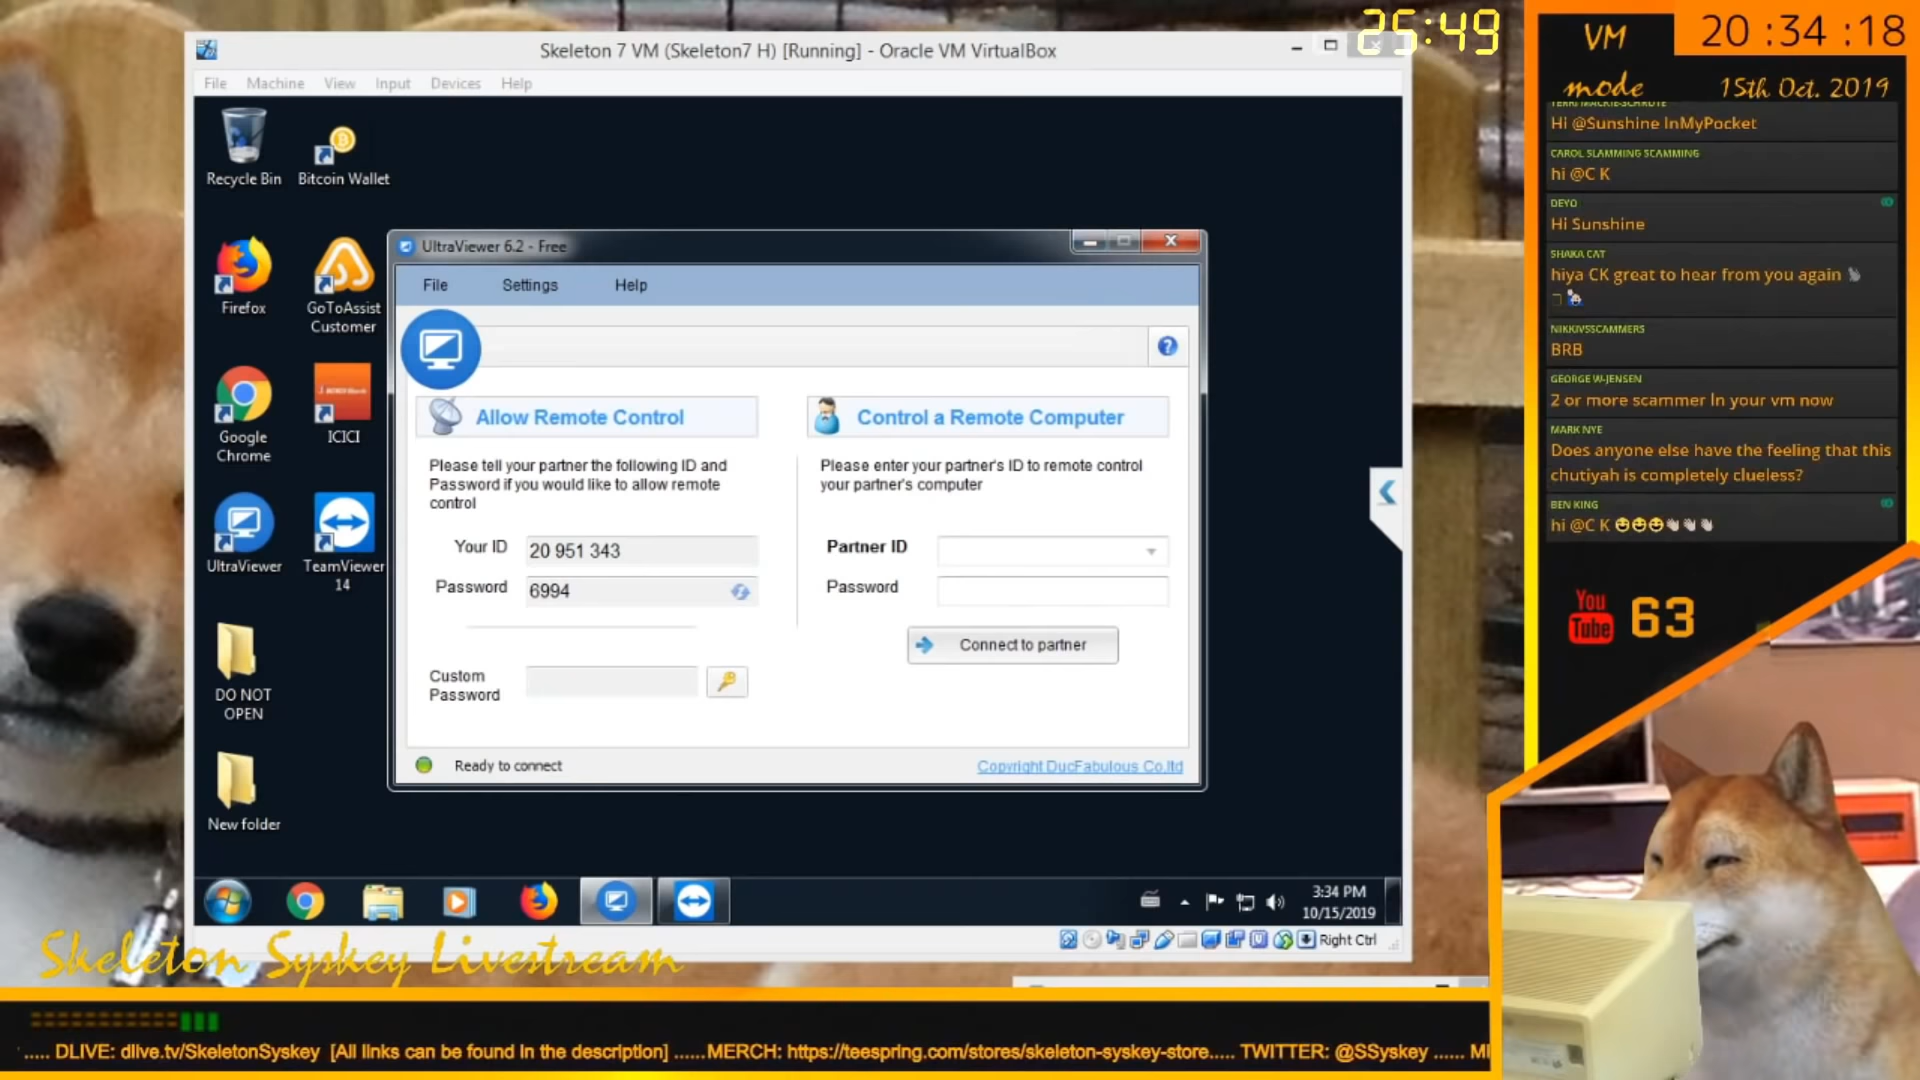 Skeleton 7 VM (Skeleton7 H) [Running] - Oracle VM VirtualBox
25:49
File Machine View Input Devices Help
Recycle Bin
Bitcoin Wallet
Firefox
GoToAssist
Customer
Google
Chrome
ICICI
UltraViewer
TeamViewer
14
DO NOT
OPEN
New folder
UltraViewer 6.2 - Free
File Settings Help
Allow Remote Control
Please tell your partner the following ID and
Password if you would like to allow remote
control
Your ID 20 951 343
Password 6994
Custom
Password
Control a Remote Computer
Please enter your partner's ID to remote control
your partner's computer
Partner ID
Password
Connect to partner
Ready to connect
Copyright DucFabulous Co,ltd
3:34 PM
10/15/2019
Right Ctrl
VM
mode
20 :34 :18
15th Oct. 2019
Hi @Sunshine InMyPocket
CAROL SLAMMING SCAMMING
hi @C K
DEYO
Hi Sunshine
SHAKA CAT
hiya CK great to hear from you again
NIKKIVSSCAMMERS
BRB
GEORGE W-JENSEN
2 or more scammer In your vm now
MARK NYE
Does anyone else have the feeling that this
chutiyah is completely clueless?
BEN KING
hi @C K
You
Tube
63
Skeleton Syskey Livestream
..... DLIVE: dlive.tv/SkeletonSyskey [All links can be found in the description] ......MERCH: https://teespring.com/stores/skeleton-syskey-store..... TWITTER: @SSyskey ......